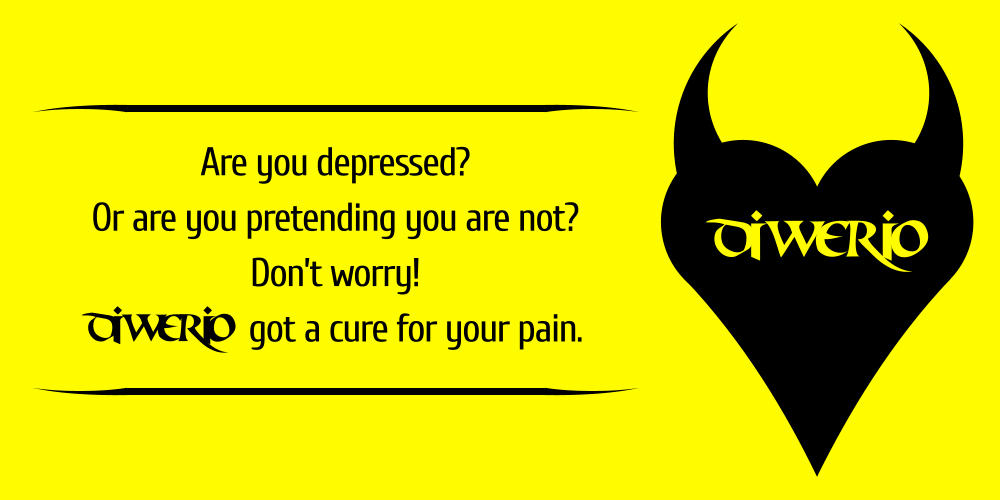 Are you depressed?
Or are you pretending you are not?
Don't worry!
DiWERiO got a cure for your pain.
DiWERiO